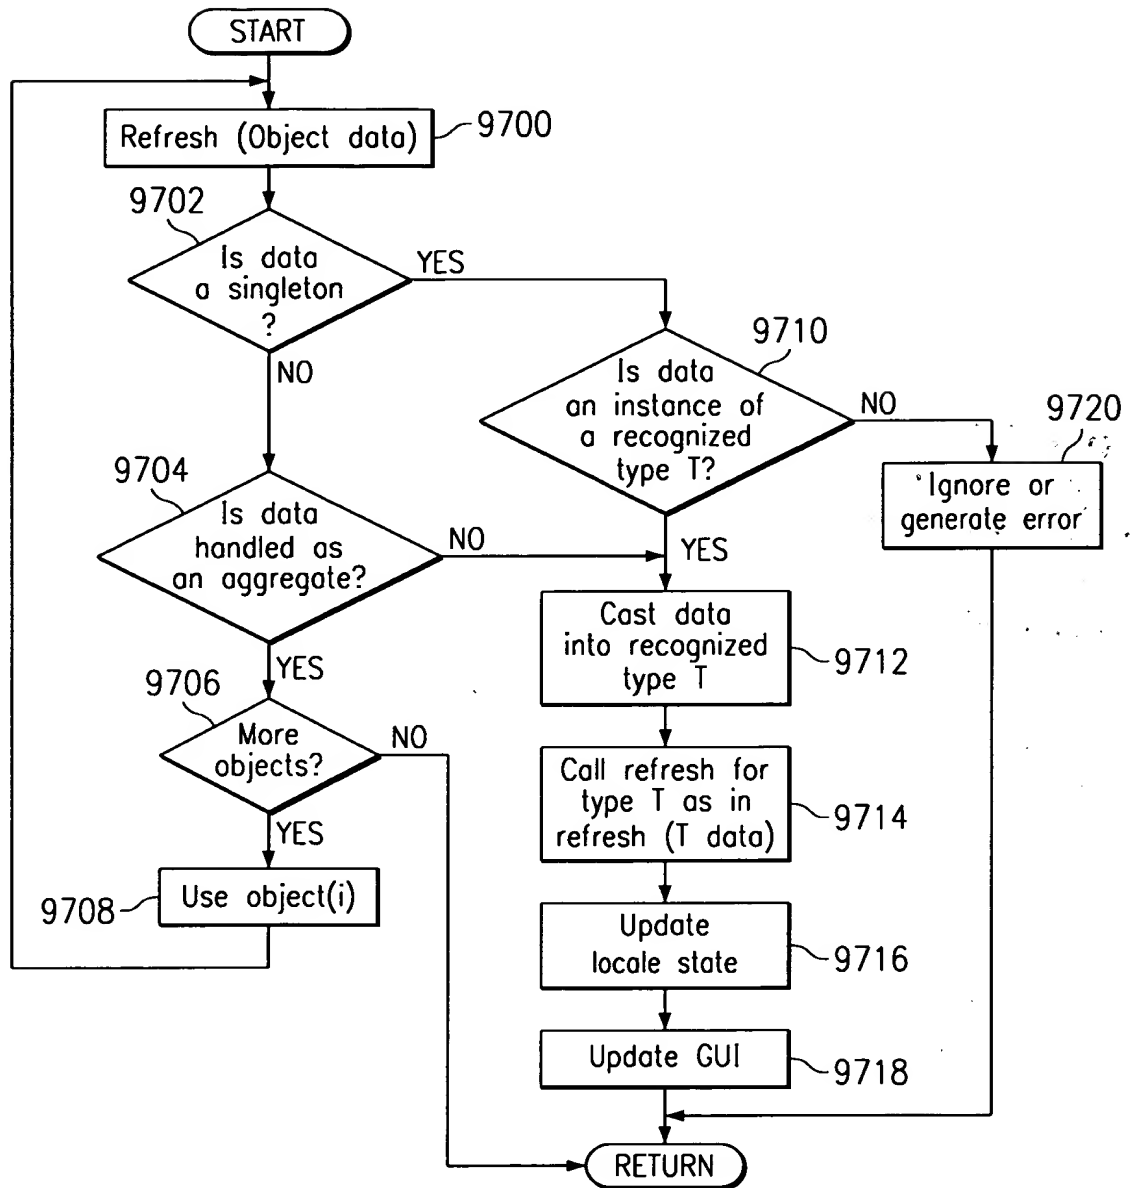 START
Refresh (Object data)
9700
9702
Is data
a singleton
?
YES
NO
9710
Is data
an instance of
a recognized
type T?
NO
9720
Ignore or
generate error
9704
Is data
handled as
an aggregate?
NO
YES
YES
Cast data
into recognized
type T
9712
9706
More
objects?
NO
YES
Call refresh for
type T as in
refresh (T data)
9714
Use object(i)
9708
Update
locale state
9716
Update GUI
9718
RETURN